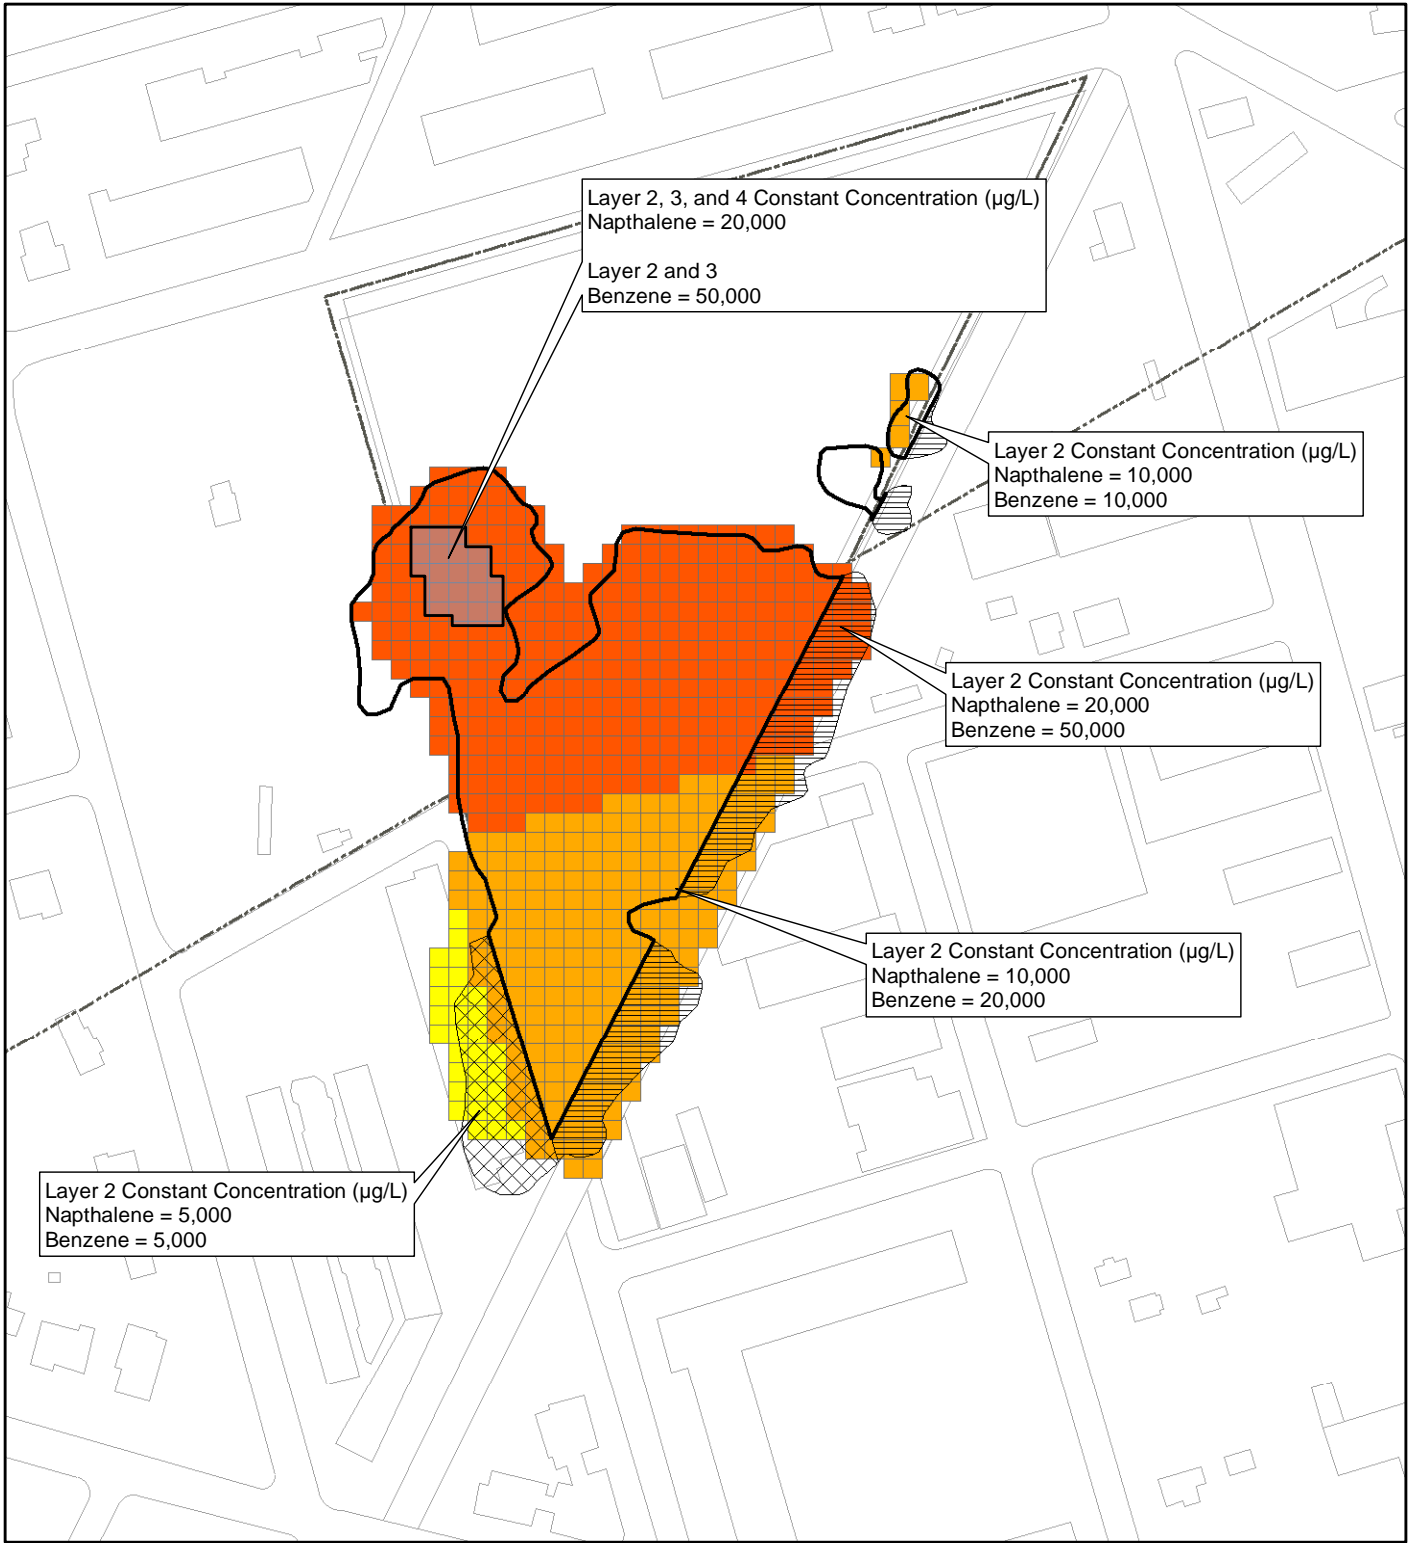 Layer 2, 3, and 4 Constant Concentration (µg/L)
Napthalene = 20,000
Layer 2 and 3
Benzene = 50,000
Layer 2 Constant Concentration (µg/L)
Napthalene = 10,000
Benzene = 10,000
Layer 2 Constant Concentration (µg/L)
Napthalene = 20,000
Benzene = 50,000
Layer 2 Constant Concentration (µg/L)
Napthalene = 10,000
Benzene = 20,000
Layer 2 Constant Concentration (µg/L)
Napthalene = 5,000
Benzene = 5,000